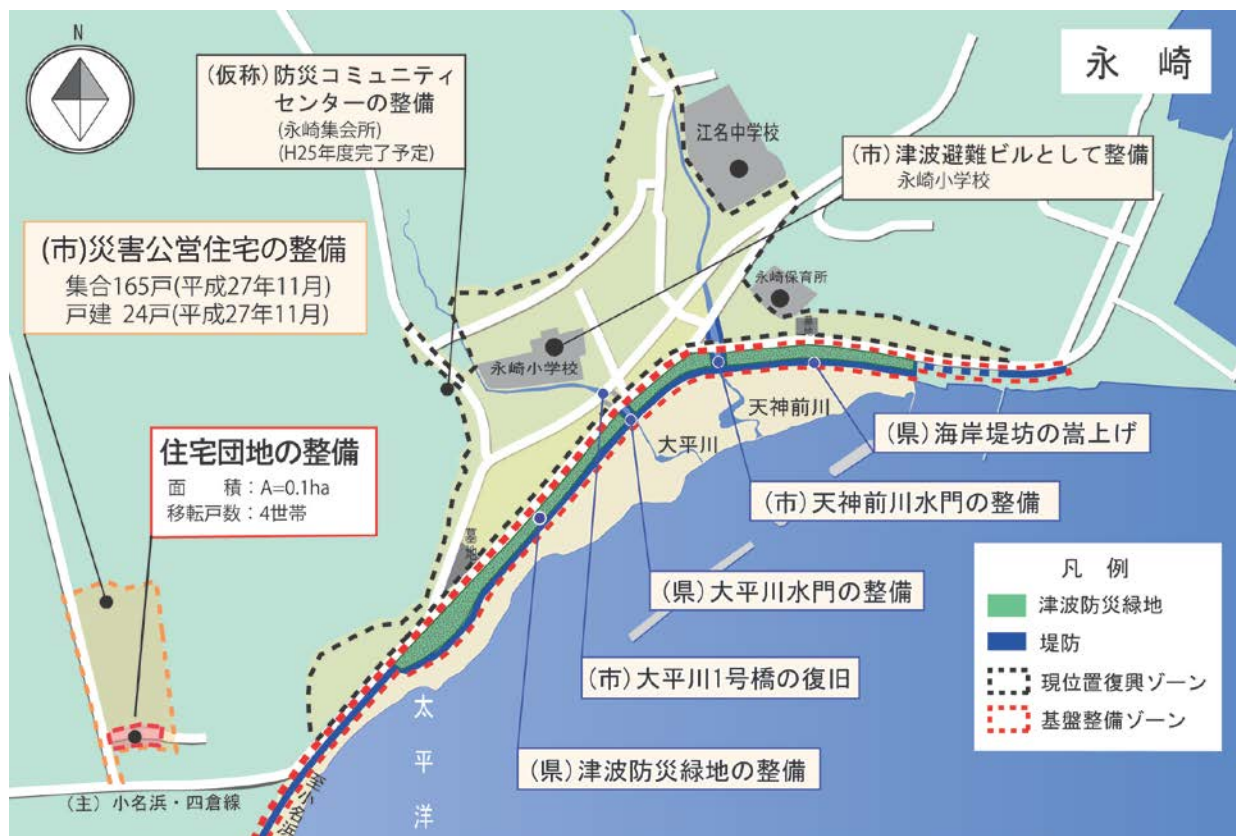 N
永 崎
(仮称)防災コミュニティ
センターの整備
(永崎集会所)
(H25年度完了予定)
江名中学校
(市)津波避難ビルとして整備
永崎小学校
(市)災害公営住宅の整備
集合165戸(平成27年11月)
戸建 24戸(平成27年11月)
永崎保育所
墓地
永崎小学校
天神前川
大平川
(県)海岸堤坊の嵩上げ
住宅団地の整備
面 積：A=0.1ha
移転戸数：4世帯
(市)天神前川水門の整備
墓地
(県)大平川水門の整備
(市)大平川1号橋の復旧
(県)津波防災緑地の整備
太平洋
(主)小名浜・四倉線
至小名浜
凡 例
津波防災緑地
堤防
現位置復興ゾーン
基盤整備ゾーン